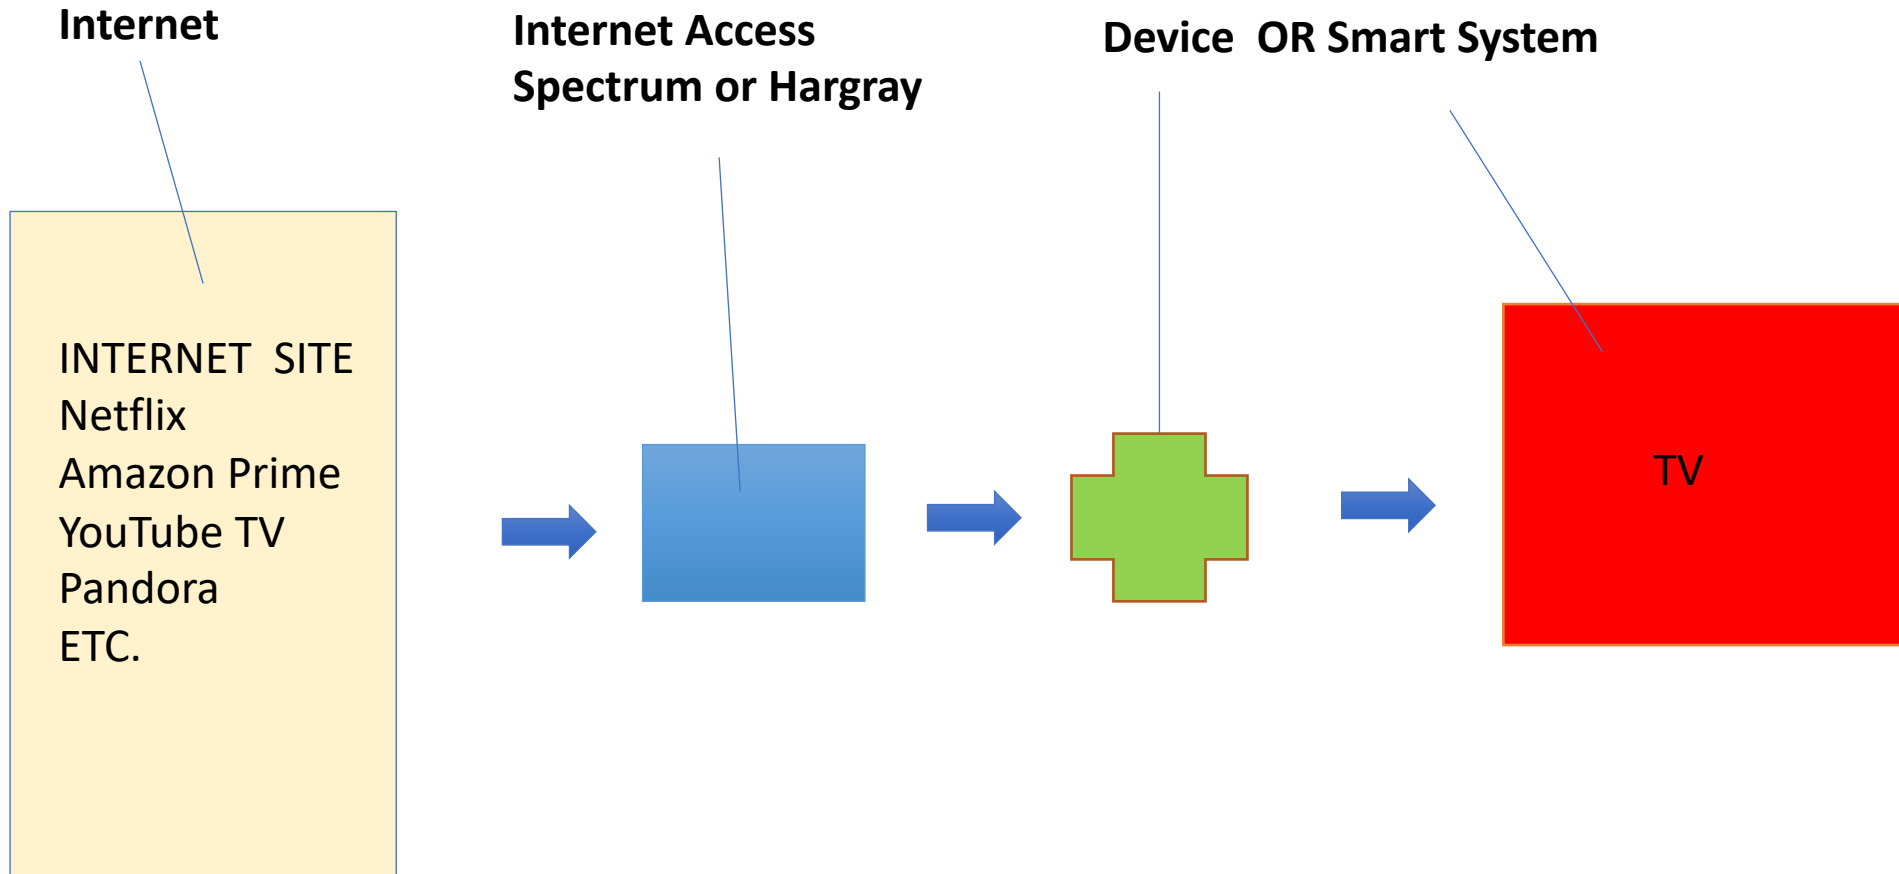 Internet
Internet Access
Spectrum or Hargray
Device  OR Smart System
INTERNET  SITE
Netflix
Amazon Prime
YouTube TV
Pandora
ETC.
TV